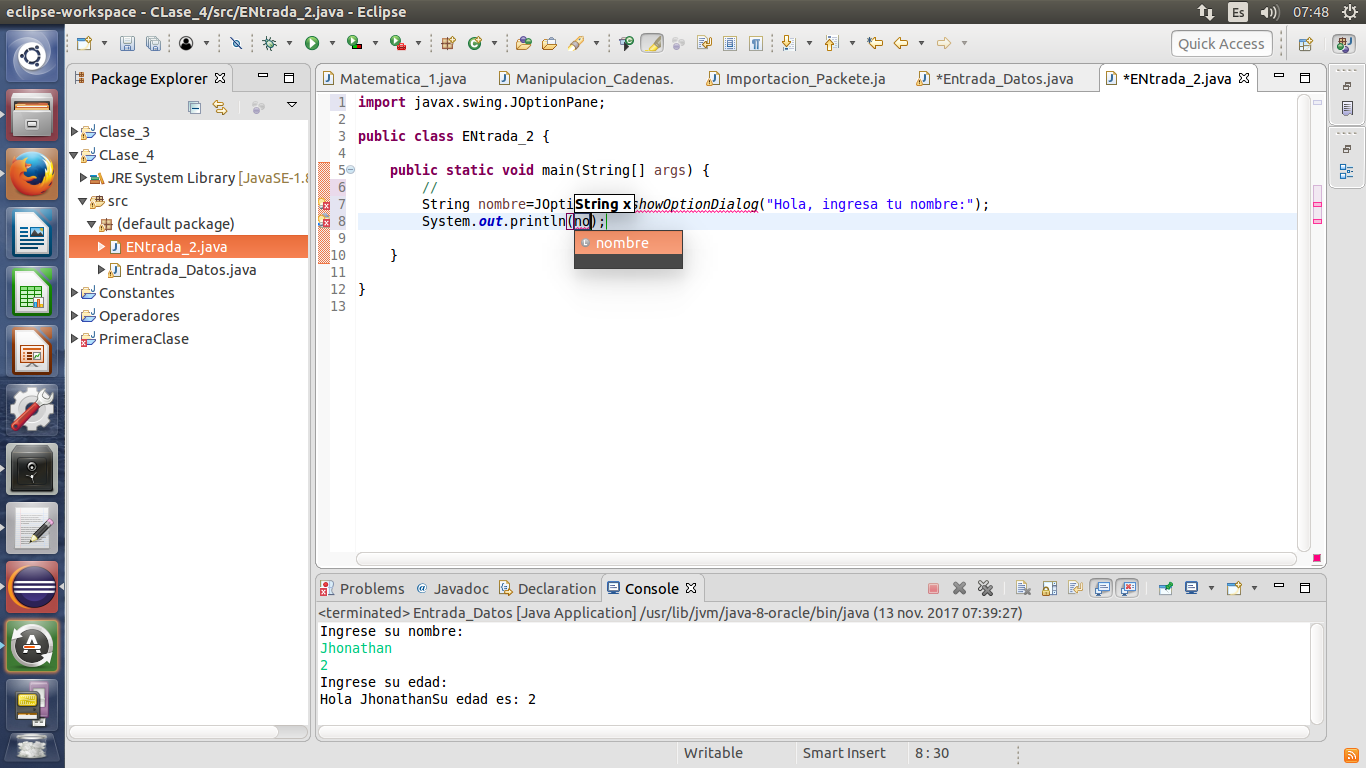 eclipse-workspace - CLase_4/src/ENtrada_2.java - Eclipse
Es
07:48
Quick Access
Package Explorer
Clase_3
CLase_4
JRE System Library [JavaSE-1.8
src
(default package)
ENtrada_2.java
Entrada_Datos.java
Constantes
Operadores
PrimeraClase
Matematica_1.java
Manipulacion_Cadenas.
Importacion_Packete.ja
*Entrada_Datos.java
*ENtrada_2.java
1 import javax.swing.JOptionPane;
2
3 public class ENtrada_2 {
4
5 public static void main(String[] args) {
6 //
7 String nombre=JOpti showOptionDialog("Hola, ingresa tu nombre:");
String x
8 System.out.println(no);
nombre
9
10 }
11
12 }
13
Problems
Javadoc
Declaration
Console
<terminated> Entrada_Datos [Java Application] /usr/lib/jvm/java-8-oracle/bin/java (13 nov. 2017 07:39:27)
Ingrese su nombre:
Jhonathan
2
Ingrese su edad:
Hola JhonathanSu edad es: 2
Writable
Smart Insert
8 : 30